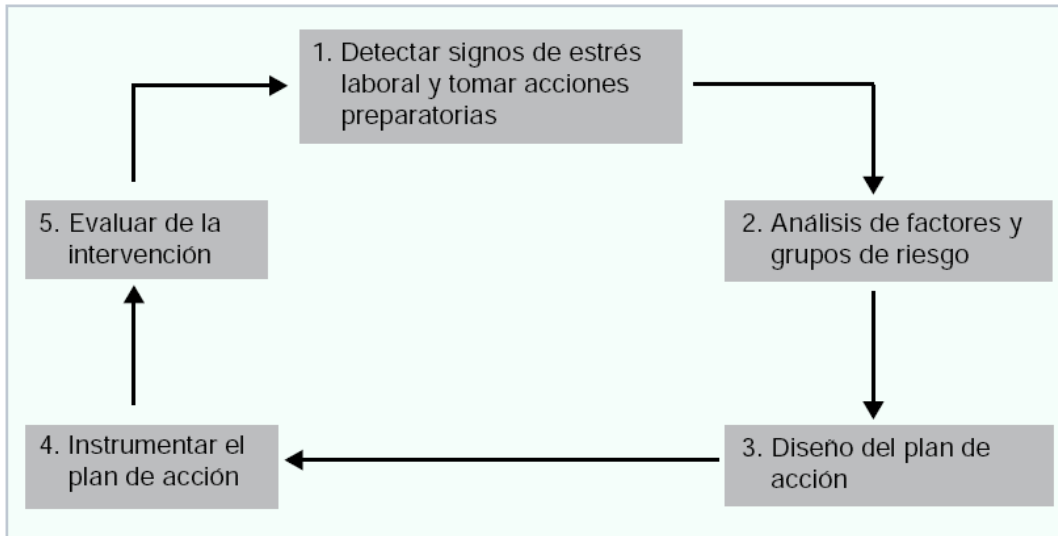 1. Detectar signos de estrés
laboral y tomar acciones
preparatorias
2. Análisis de factores y
grupos de riesgo
3. Diseño del plan de
acción
4. Instrumentar el
plan de acción
5. Evaluar de la
intervención